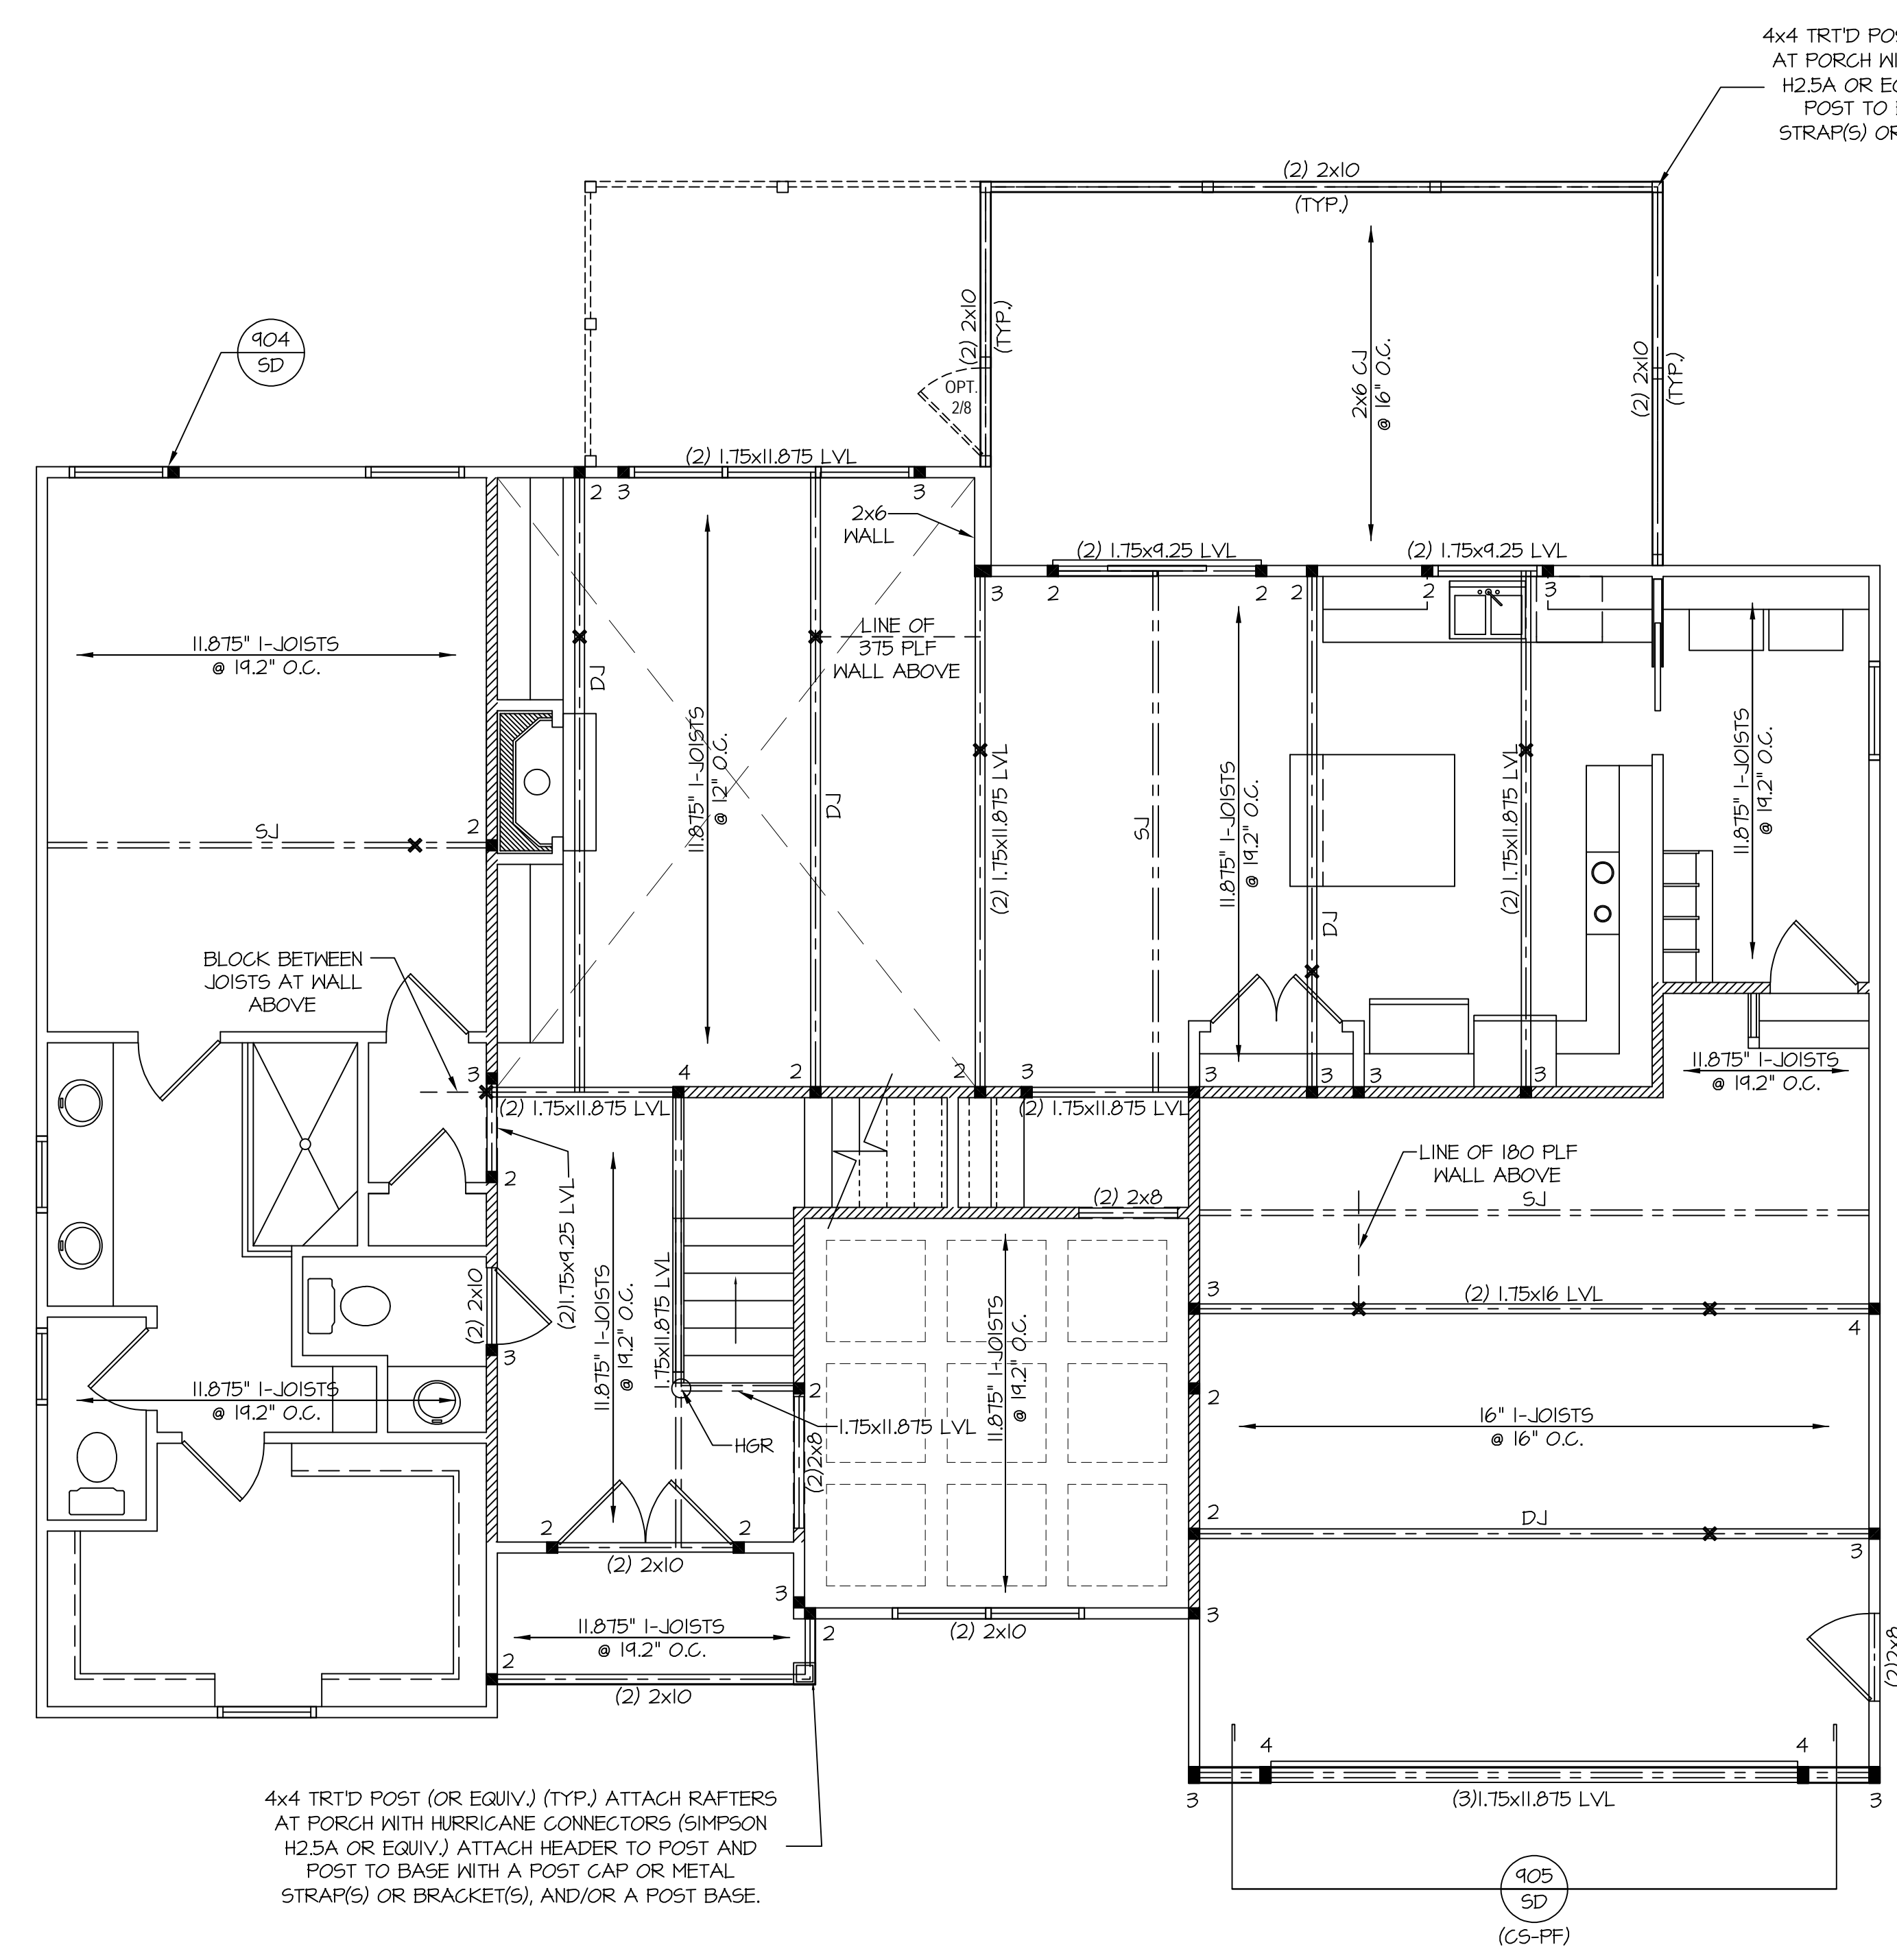 4x4 TRT'D POS
AT PORCH WI
H2.5A OR EQ
POST TO
STRAP(S) OR
(2) 2x10
(TYP.)
904
SD
(2) 2x10
(TYP.)
OPT.
2/8
2x6 CJ
@ 16" O.C.
(2) 2x10
(TYP.)
(2) 1.75x11.875 LVL
2
3
3
2x6
WALL
(2) 1.75x9.25 LVL
(2) 1.75x9.25 LVL
3
2
2
2
2
3
LINE OF
375 PLF
WALL ABOVE
11.875" I-JOISTS
@ 19.2" O.C.
DJ
11.875" I-JOISTS
@ 12" O.C.
DJ
(2) 1.75x11.875 LVL
SJ
11.875" I-JOISTS
@ 19.2" O.C.
DJ
(2) 1.75x11.875 LVL
11.875" I-JOISTS
@ 19.2" O.C.
SJ
2
BLOCK BETWEEN
JOISTS AT WALL
ABOVE
3
4
2
2
3
3
3
3
3
(2) 1.75x11.875 LVL
(2) 1.75x11.875 LVL
11.875" I-JOISTS
@ 19.2" O.C.
2
LINE OF 180 PLF
WALL ABOVE
SJ
(2) 2x8
(2)1.75x9.25 LVL
(2) 2x10
3
11.875" I-JOISTS
@ 19.2" O.C.
1.75x11.875 LVL
11.875" I-JOISTS
@ 19.2" O.C.
3
(2) 1.75x16 LVL
4
11.875" I-JOISTS
@ 19.2" O.C.
2
1.75x11.875 LVL
HGR
(2)2x8
2
16" I-JOISTS
@ 16" O.C.
2
DJ
3
2
2
(2) 2x10
3
11.875" I-JOISTS
@ 19.2" O.C.
2
(2) 2x10
3
2
(2) 2x10
(2)2x8
4
4
3
(3)1.75x11.875 LVL
3
4x4 TRT'D POST (OR EQUIV.) (TYP.) ATTACH RAFTERS
AT PORCH WITH HURRICANE CONNECTORS (SIMPSON
H2.5A OR EQUIV.) ATTACH HEADER TO POST AND
POST TO BASE WITH A POST CAP OR METAL
STRAP(S) OR BRACKET(S), AND/OR A POST BASE.
905
SD
(CS-PF)